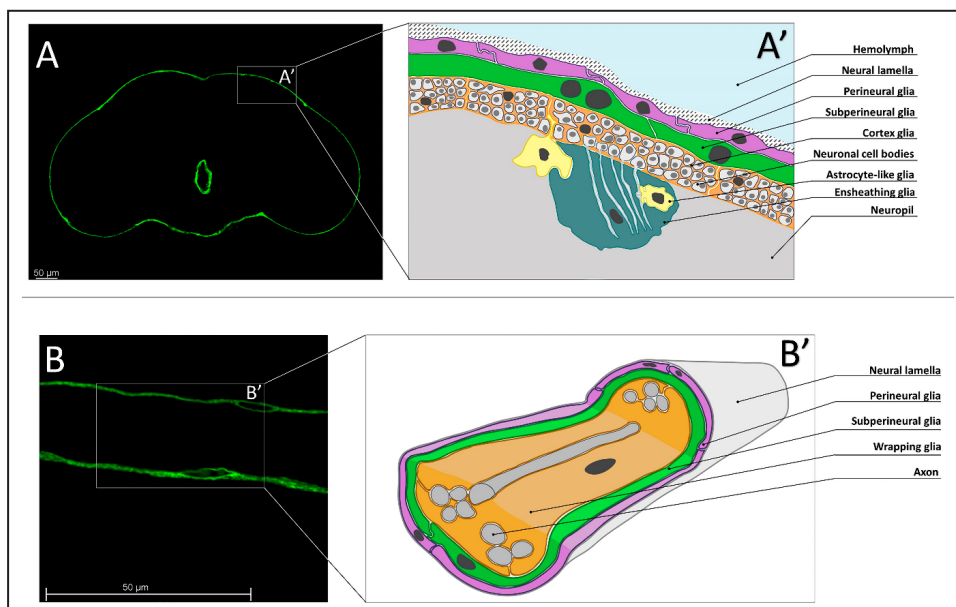 A
A'
50 μm
A'
Hemolymph
Neural lamella
Perineural glia
Subperineural glia
Cortex glia
Neuronal cell bodies
Astrocyte-like glia
Ensheathing glia
Neuropil
B
B'
50 μm
B'
Neural lamella
Perineural glia
Subperineural glia
Wrapping glia
Axon